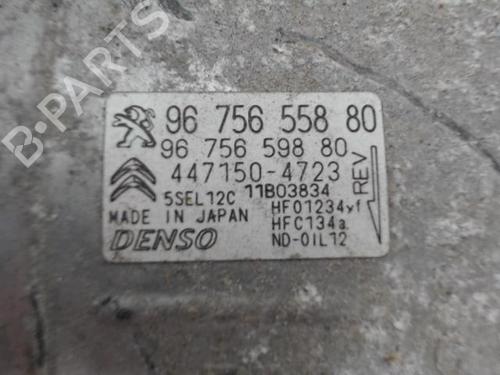 96 756 558 80
96 756 598 80
447150-4723
5SEL12C 11B03834
MADE IN JAPAN
DENSO
HFO1234yf
HFC134a
ND-OIL12
REV
B-PARTS